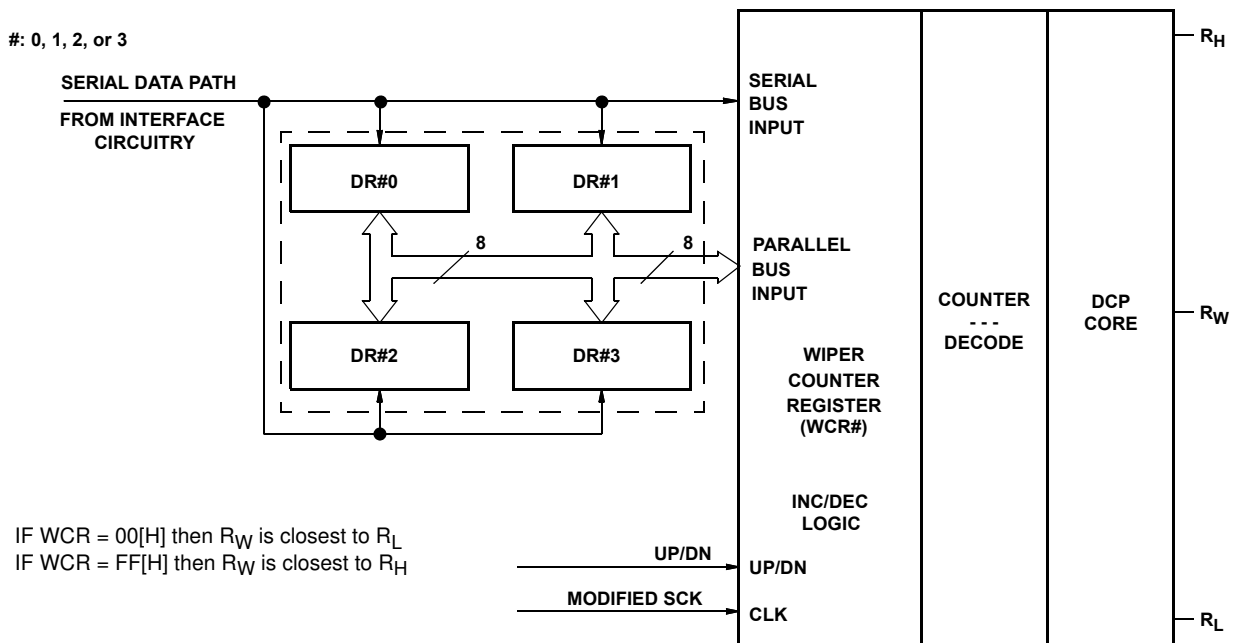 #: 0, 1, 2, or 3
SERIAL DATA PATH
FROM INTERFACE
CIRCUITRY
DR#0
DR#1
8
8
DR#2
DR#3
SERIAL
BUS
INPUT
PARALLEL
BUS
INPUT
WIPER
COUNTER
REGISTER
(WCR#)
INC/DEC
LOGIC
COUNTER
- - -
DECODE
DCP
CORE
RH
RW
RL
IF WCR = 00[H] then RW is closest to RL
IF WCR = FF[H] then RW is closest to RH
UP/DN
UP/DN
MODIFIED SCK
CLK